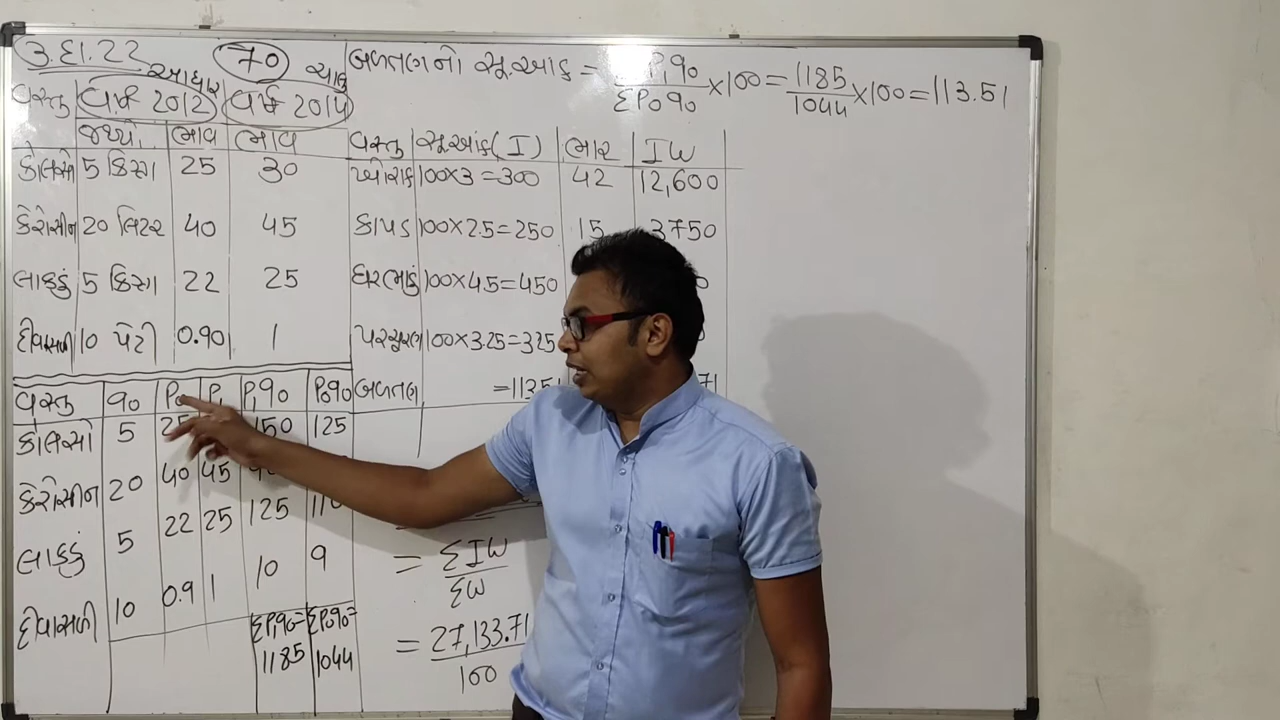 ઉ.દા.22 70
આધાર ચાલુ
વસ્તુ વર્ષ 2012 વર્ષ 2014
જથ્થો ભાવ ભાવ
કોલસો 5 કિગ્રા 25 30
કેરોસીન 20 લિટર 40 45
લાકડું 5 કિગ્રા 22 25
દીવાસળી 10 પેટી 0.90 1
વસ્તુ q0 P0 P1 P1q0 P0q0
કોલસો 5 25 150 125
કેરોસીન 20 40 45
લાકડું 5 22 25 125 110
દીવાસળી 10 0.9 1 10 9
ΣP1q0= ΣP0q0=
1185 1044
બળતણનો સૂ.આંક = P1q0/ΣP0q0 × 100 = 1185/1044 × 100 = 113.51
વસ્તુ સૂ.આંક(I) ભાર IW
ખોરાક 100×3=300 42 12,600
કાપડ 100×2.5=250 15 3750
ઘરભાડું 100×4.5=450
પરચુરણ 100×3.25=325
બળતણ =113.51
= ΣIW/ΣW
= 27,133.71/100